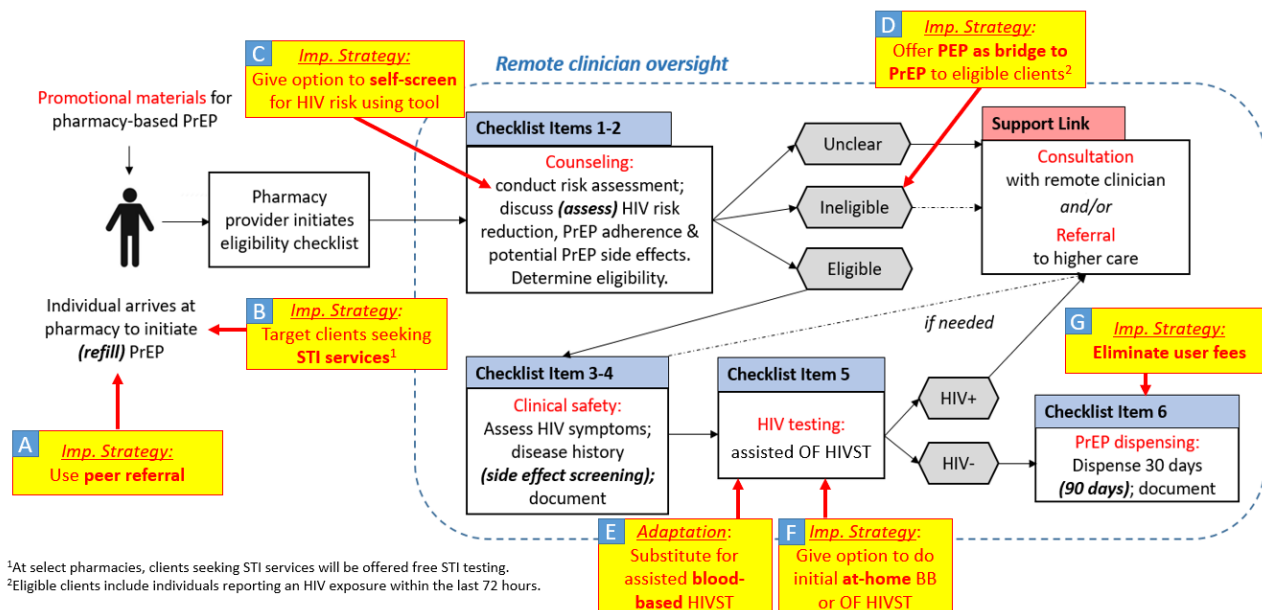 C
Imp. Strategy:
Give option to self-screen
for HIV risk using tool
D
Imp. Strategy:
Offer PEP as bridge to
PrEP to eligible clients²
Remote clinician oversight
Promotional materials for
pharmacy-based PrEP
Pharmacy
provider initiates
eligibility checklist
Checklist Items 1-2
Counseling:
conduct risk assessment;
discuss (assess) HIV risk
reduction, PrEP adherence &
potential PrEP side effects.
Determine eligibility.
Unclear
Ineligible
Eligible
Support Link
Consultation
with remote clinician
and/or
Referral
to higher care
Individual arrives at
pharmacy to initiate
(refill) PrEP
B
Imp. Strategy:
Target clients seeking
STI services¹
A
Imp. Strategy:
Use peer referral
if needed
Checklist Item 3-4
Clinical safety:
Assess HIV symptoms;
disease history
(side effect screening);
document
Checklist Item 5
HIV testing:
assisted OF HIVST
HIV+
HIV-
G
Imp. Strategy:
Eliminate user fees
Checklist Item 6
PrEP dispensing:
Dispense 30 days
(90 days); document
E
Adaptation:
Substitute for
assisted blood-
based HIVST
F
Imp. Strategy:
Give option to do
initial at-home BB
or OF HIVST
¹At select pharmacies, clients seeking STI services will be offered free STI testing.
²Eligible clients include individuals reporting an HIV exposure within the last 72 hours.